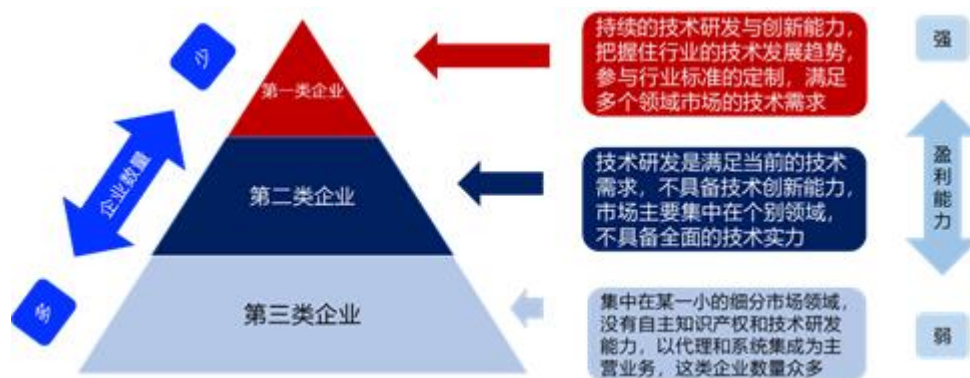 少
企业数量
多
第一类企业
第二类企业
第三类企业
持续的技术研发与创新能力,
把握住行业的技术发展趋势,
参与行业标准的定制,满足
多个领域市场的技术需求
技术研发是满足当前的技术
需求,不具备技术创新能力,
市场主要集中在个别领域,
不具备全面的技术实力
集中在某一小的细分市场领域,
没有自主知识产权和技术研发
能力,以代理和系统集成为主
营业务,这类企业数量众多
强
盈利能力
弱